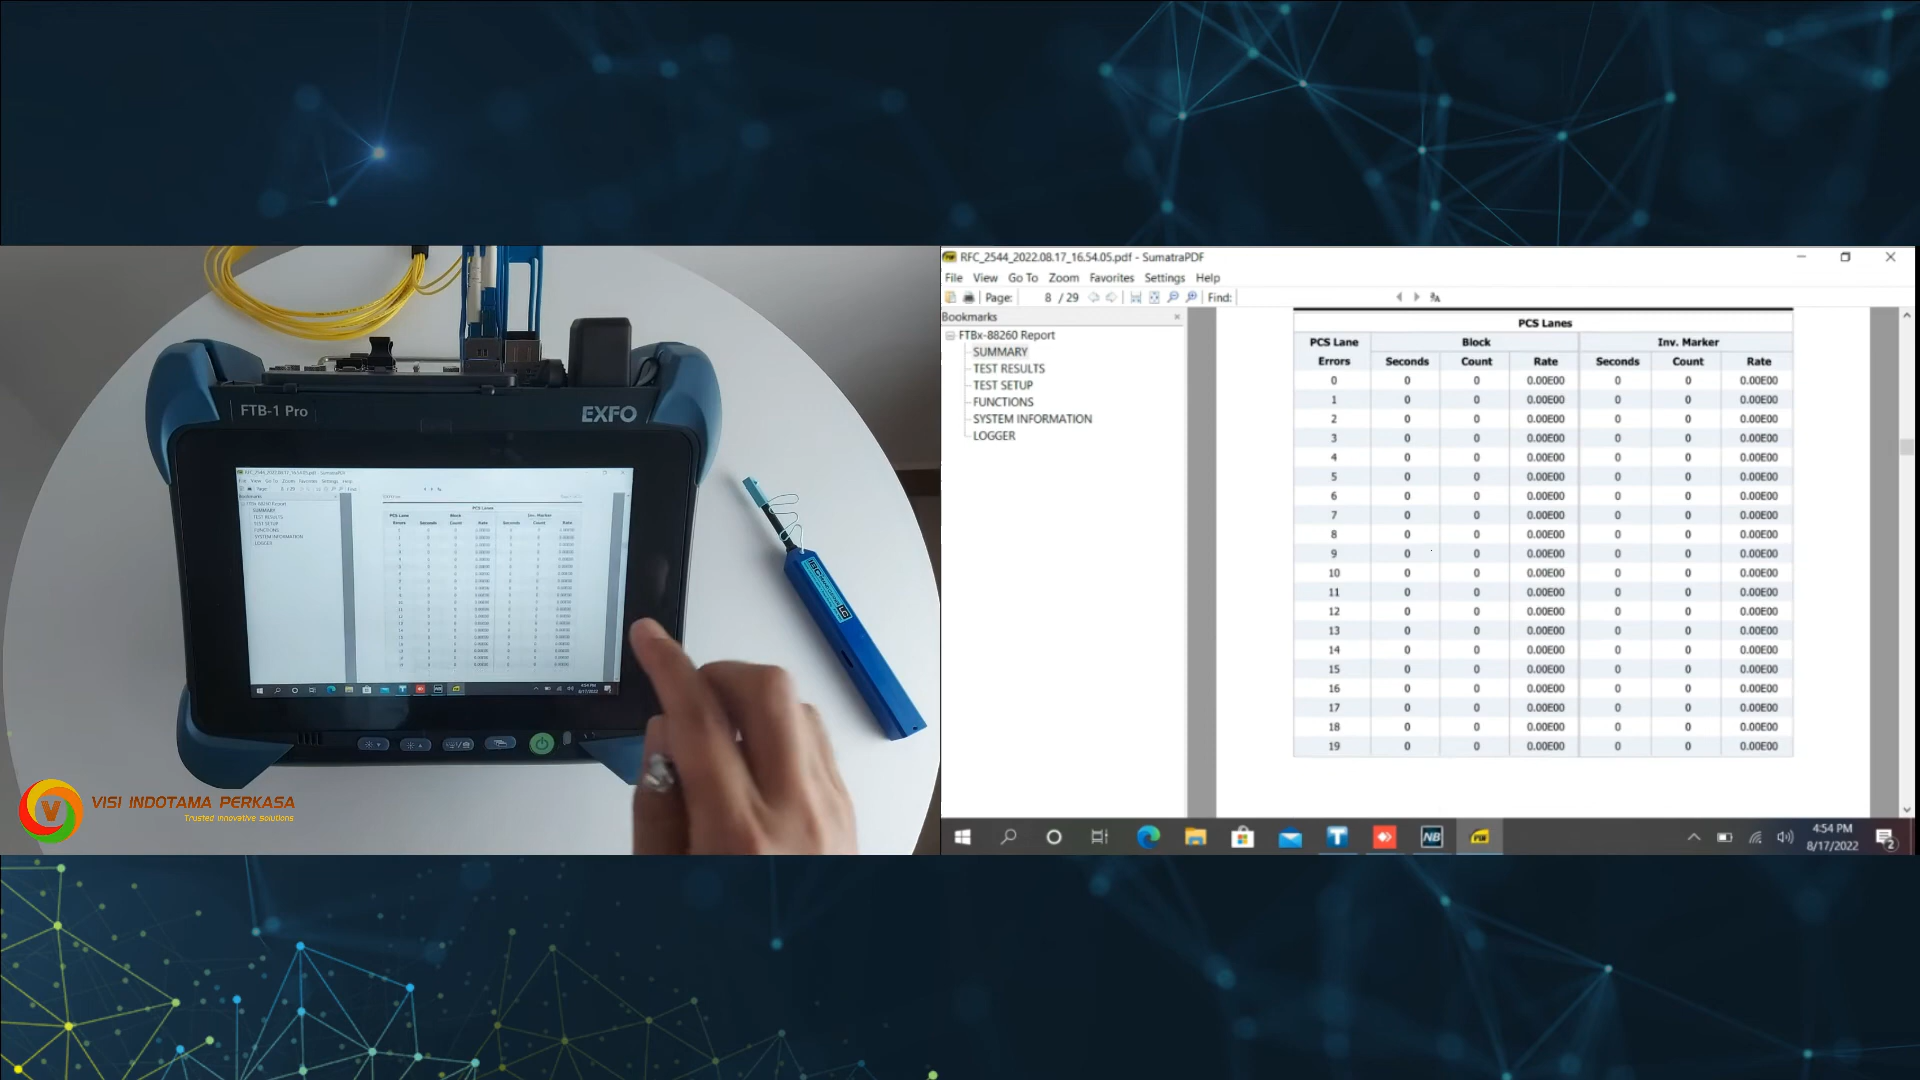 FTB-1 Pro
EXFO
VISI INDOTAMA PERKASA
Trusted Innovative Solutions
RFC_2544_2022.08.17_16.54.05.pdf - SumatraPDF
File View Go To Zoom Favorites Settings Help
Page: 8 / 29 Find:
Bookmarks
FTBx-88260 Report
SUMMARY
TEST RESULTS
TEST SETUP
FUNCTIONS
SYSTEM INFORMATION
LOGGER
PCS Lanes
PCS Lane Block Inv. Marker
Errors Seconds Count Rate Seconds Count Rate
0 0 0 0.00E00 0 0 0.00E00
1 0 0 0.00E00 0 0 0.00E00
2 0 0 0.00E00 0 0 0.00E00
3 0 0 0.00E00 0 0 0.00E00
4 0 0 0.00E00 0 0 0.00E00
5 0 0 0.00E00 0 0 0.00E00
6 0 0 0.00E00 0 0 0.00E00
7 0 0 0.00E00 0 0 0.00E00
8 0 0 0.00E00 0 0 0.00E00
9 0 0 0.00E00 0 0 0.00E00
10 0 0 0.00E00 0 0 0.00E00
11 0 0 0.00E00 0 0 0.00E00
12 0 0 0.00E00 0 0 0.00E00
13 0 0 0.00E00 0 0 0.00E00
14 0 0 0.00E00 0 0 0.00E00
15 0 0 0.00E00 0 0 0.00E00
16 0 0 0.00E00 0 0 0.00E00
17 0 0 0.00E00 0 0 0.00E00
18 0 0 0.00E00 0 0 0.00E00
19 0 0 0.00E00 0 0 0.00E00
4:54 PM
8/17/2022